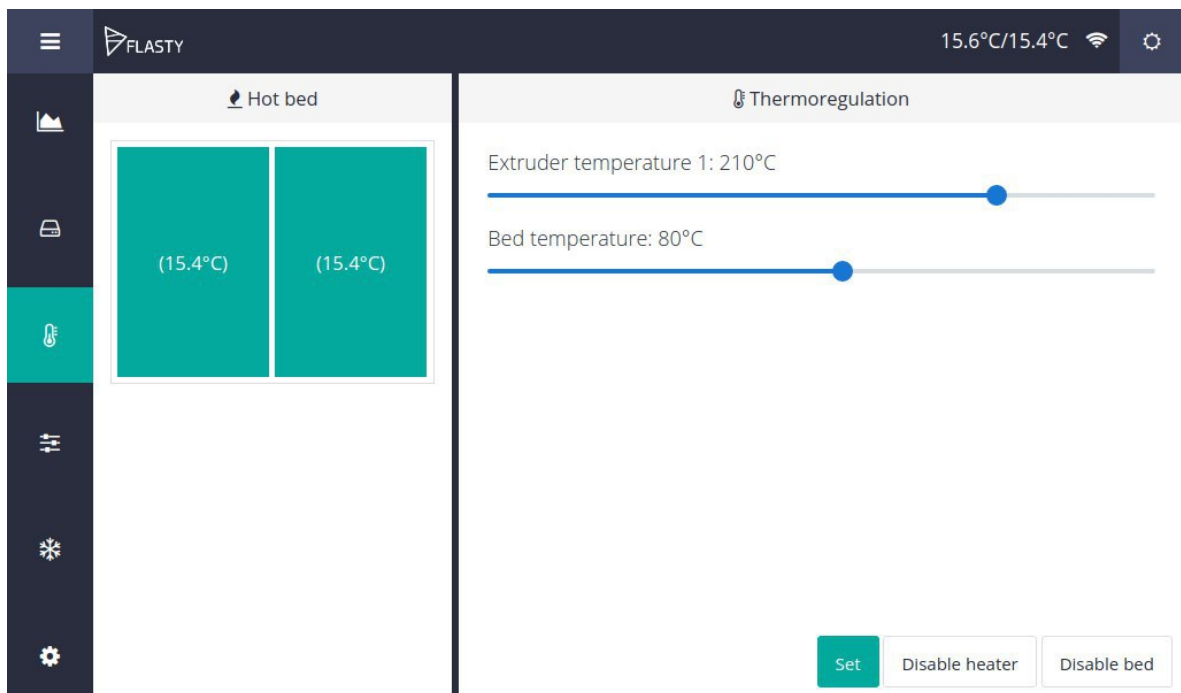 FLASTY
15.6°C/15.4°C
Hot bed
Thermoregulation
(15.4°C)
(15.4°C)
Extruder temperature 1: 210°C
Bed temperature: 80°C
Set
Disable heater
Disable bed